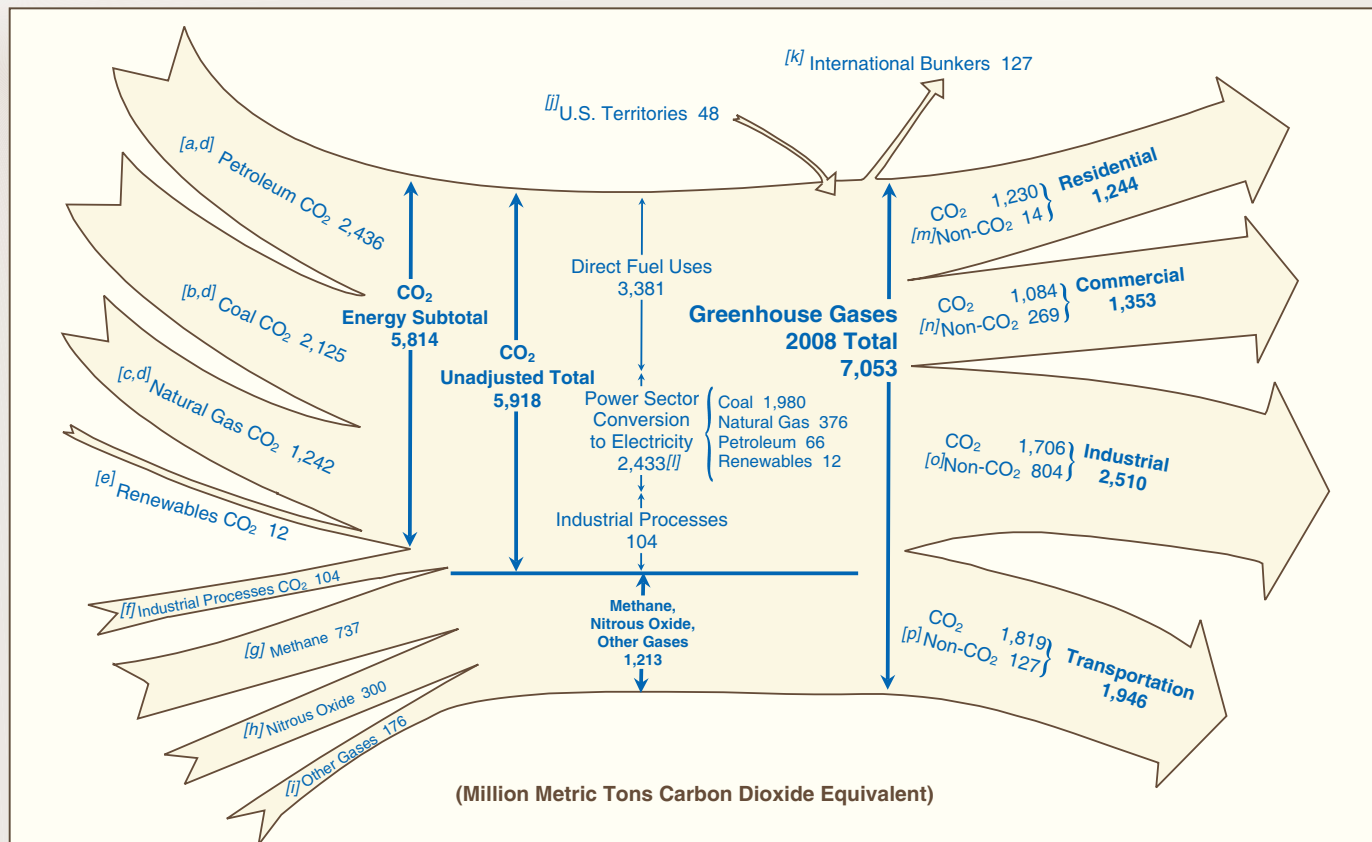 [k] International Bunkers 127
[j]U.S. Territories 48
[a,d] Petroleum CO2 2,436
[b,d] Coal CO2 2,125
[c,d]Natural Gas CO2 1,242
[e] Renewables CO2 12
[f]Industrial Processes CO2 104
[g] Methane 737
[h]Nitrous Oxide 300
[i]Other Gases 176
CO2
Energy Subtotal
5,814
CO2
Unadjusted Total
5,918
Direct Fuel Uses
3,381
Power Sector
Conversion
to Electricity
2,433[l]
Coal 1,980
Natural Gas 376
Petroleum 66
Renewables 12
Industrial Processes
104
Methane,
Nitrous Oxide,
Other Gases
1,213
Greenhouse Gases
2008 Total
7,053
CO2 1,230
[m]Non-CO2 14
Residential
1,244
CO2 1,084
[n]Non-CO2 269
Commercial
1,353
CO2 1,706
[o]Non-CO2 804
Industrial
2,510
CO2 1,819
[p]Non-CO2 127
Transportation
1,946
(Million Metric Tons Carbon Dioxide Equivalent)